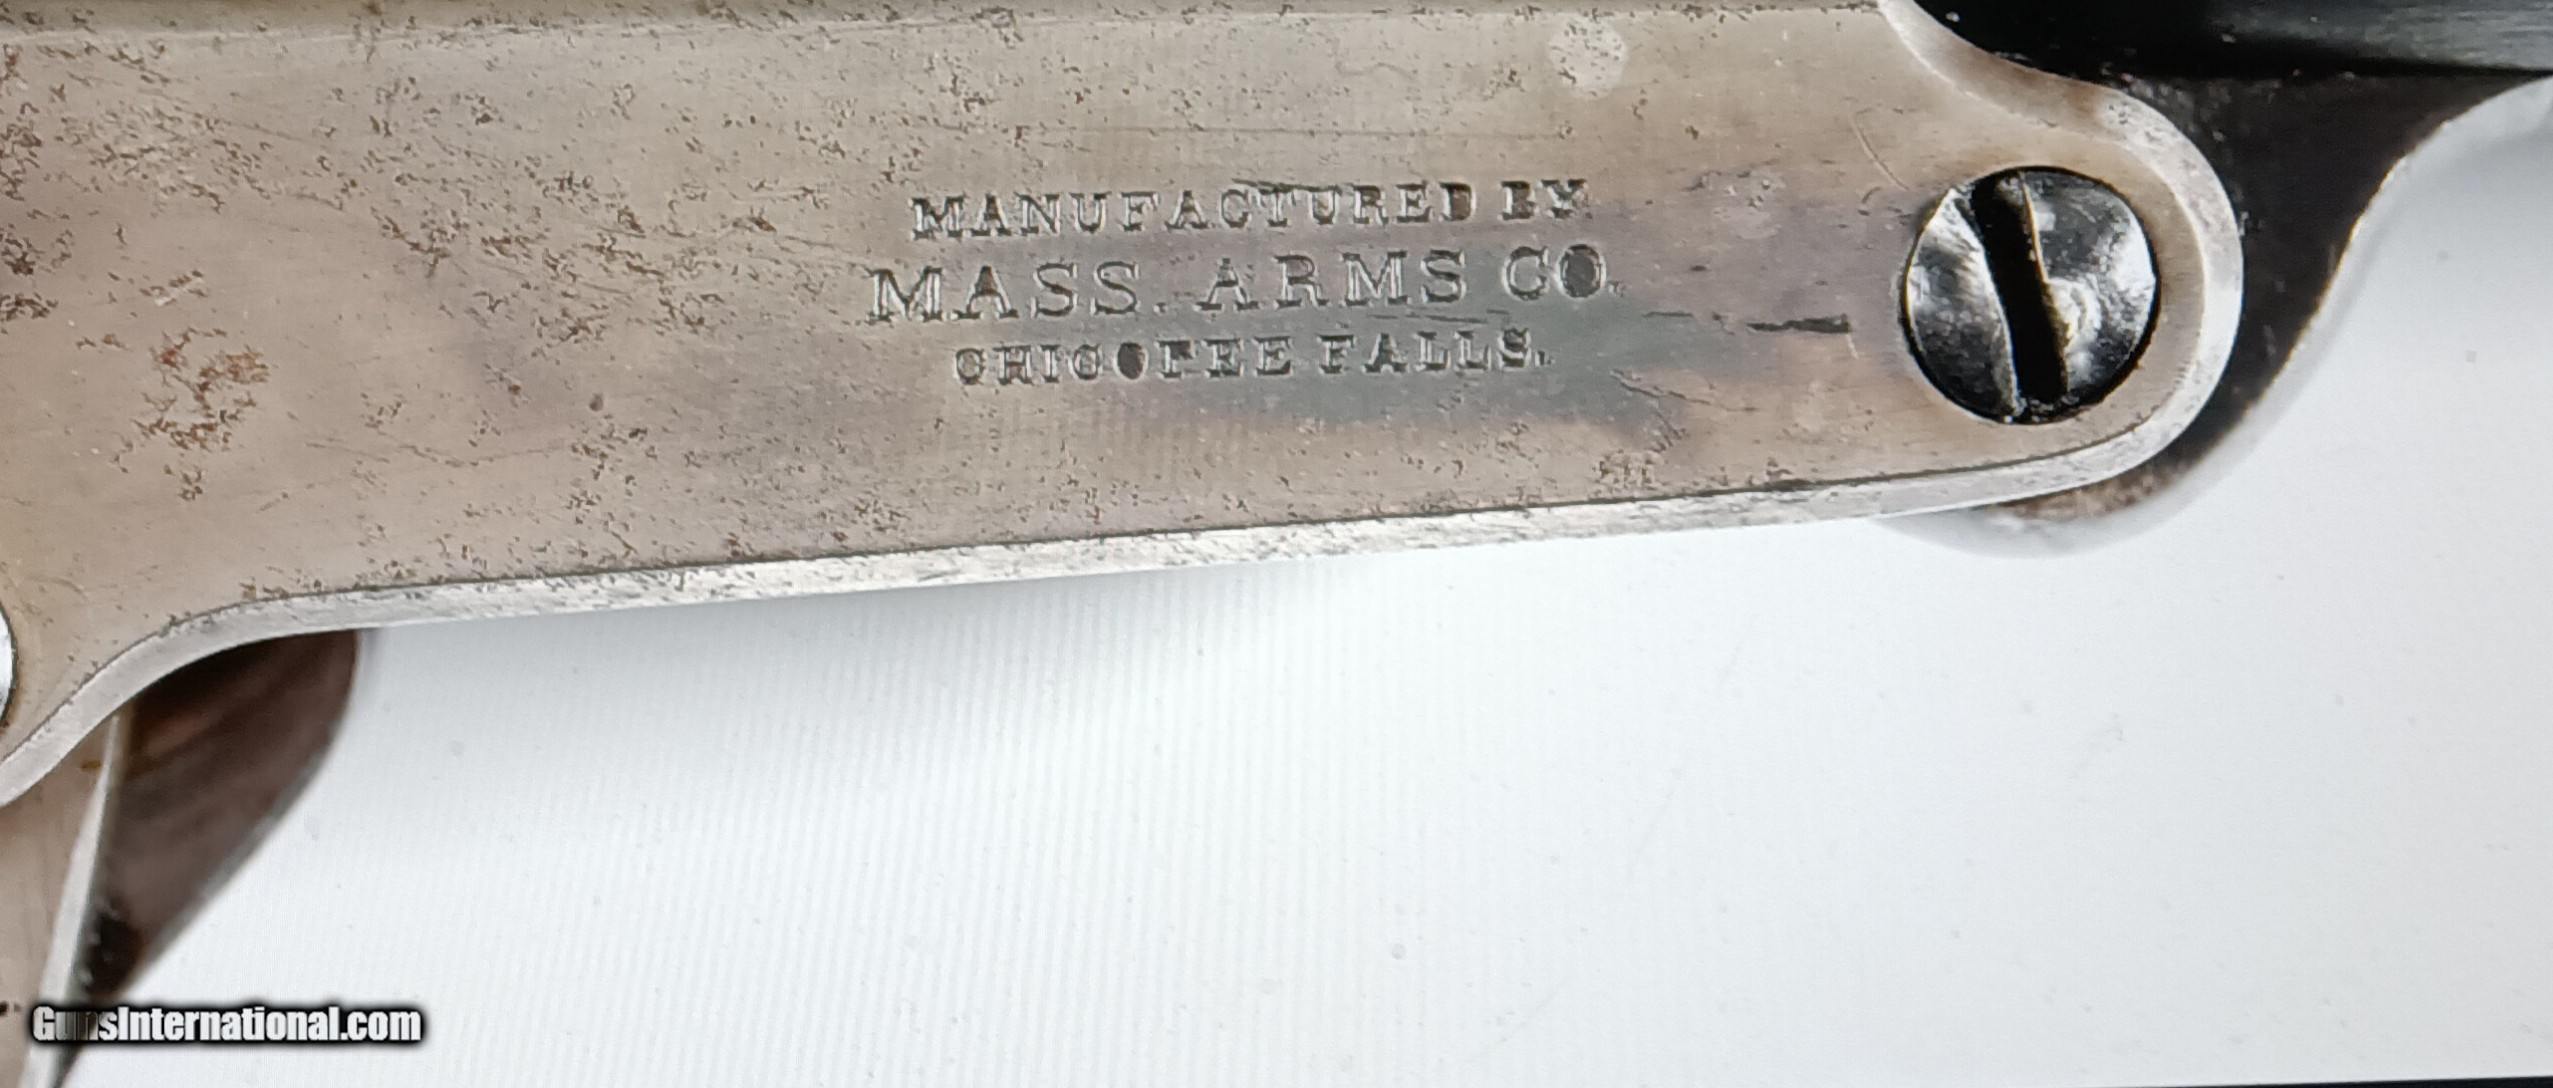 MANUFACTURED BY
MASS. ARMS CO.
CHICOPEE FALLS.
GunsInternational.com